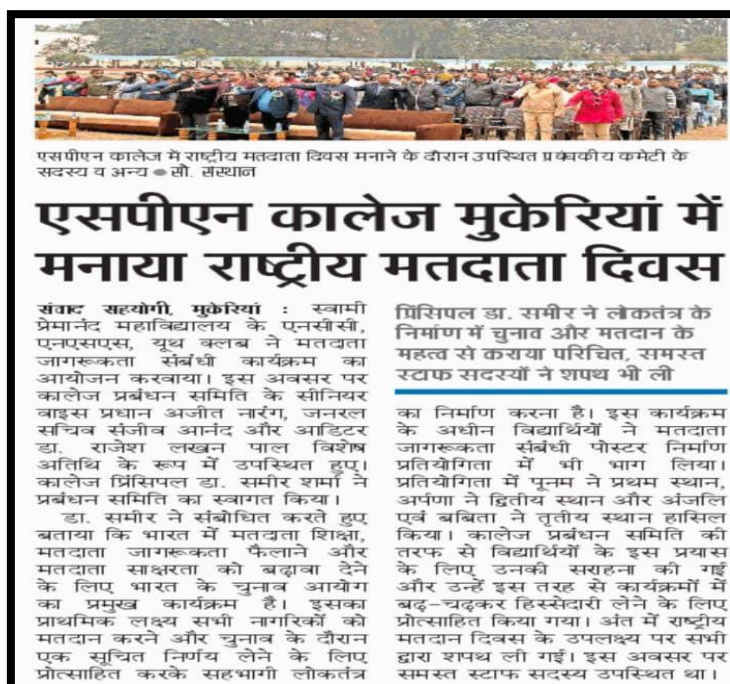 एसपीएन कालेज में राष्ट्रीय मतदाता दिवस मनाने के दौरान उपस्थित प्रबंधकीय कमेटी के
सदस्य व अन्य ● सौ. संस्थान
एसपीएन कालेज मुकेरियां में
मनाया राष्ट्रीय मतदाता दिवस
संवाद सहयोगी, मुकेरियां : स्वामी
प्रेमानंद महाविद्यालय के एनसीसी,
एनएसएस, यूथ क्लब ने मतदाता
जागरूकता संबंधी कार्यक्रम का
आयोजन करवाया। इस अवसर पर
कालेज प्रबंधन समिति के सीनियर
वाइस प्रधान अजीत नारंग, जनरल
सचिव संजीव आनंद और आडिटर
डा. राजेश लखन पाल विशेष
अतिथि के रूप में उपस्थित हुए।
कालेज प्रिंसिपल डा. समीर शर्मा ने
प्रबंधन समिति का स्वागत किया।
डा. समीर ने संबोधित करते हुए
बताया कि भारत में मतदाता शिक्षा,
मतदाता जागरूकता फैलाने और
मतदाता साक्षरता को बढ़ावा देने
के लिए भारत के चुनाव आयोग
का प्रमुख कार्यक्रम है। इसका
प्राथमिक लक्ष्य सभी नागरिकों को
मतदान करने और चुनाव के दौरान
एक सूचित निर्णय लेने के लिए
प्रोत्साहित करके सहभागी लोकतंत्र
प्रिंसिपल डा. समीर ने लोकतंत्र के
निर्माण में चुनाव और मतदान के
महत्व से कराया परिचित, समस्त
स्टाफ सदस्यों ने शपथ भी ली
का निर्माण करना है। इस कार्यक्रम
के अधीन विद्यार्थियों ने मतदाता
जागरूकता संबंधी पोस्टर निर्माण
प्रतियोगिता में भी भाग लिया।
प्रतियोगिता में पूनम ने प्रथम स्थान,
अर्पणा ने द्वितीय स्थान और अंजलि
एवं बबिता ने तृतीय स्थान हासिल
किया। कालेज प्रबंधन समिति की
तरफ से विद्यार्थियों के इस प्रयास
के लिए उनकी सराहना की गई
और उन्हें इस तरह से कार्यक्रमों में
बढ़-चढ़कर हिस्सेदारी लेने के लिए
प्रोत्साहित किया गया। अंत में राष्ट्रीय
मतदान दिवस के उपलक्ष्य पर सभी
द्वारा शपथ ली गई। इस अवसर पर
समस्त स्टाफ सदस्य उपस्थित था।